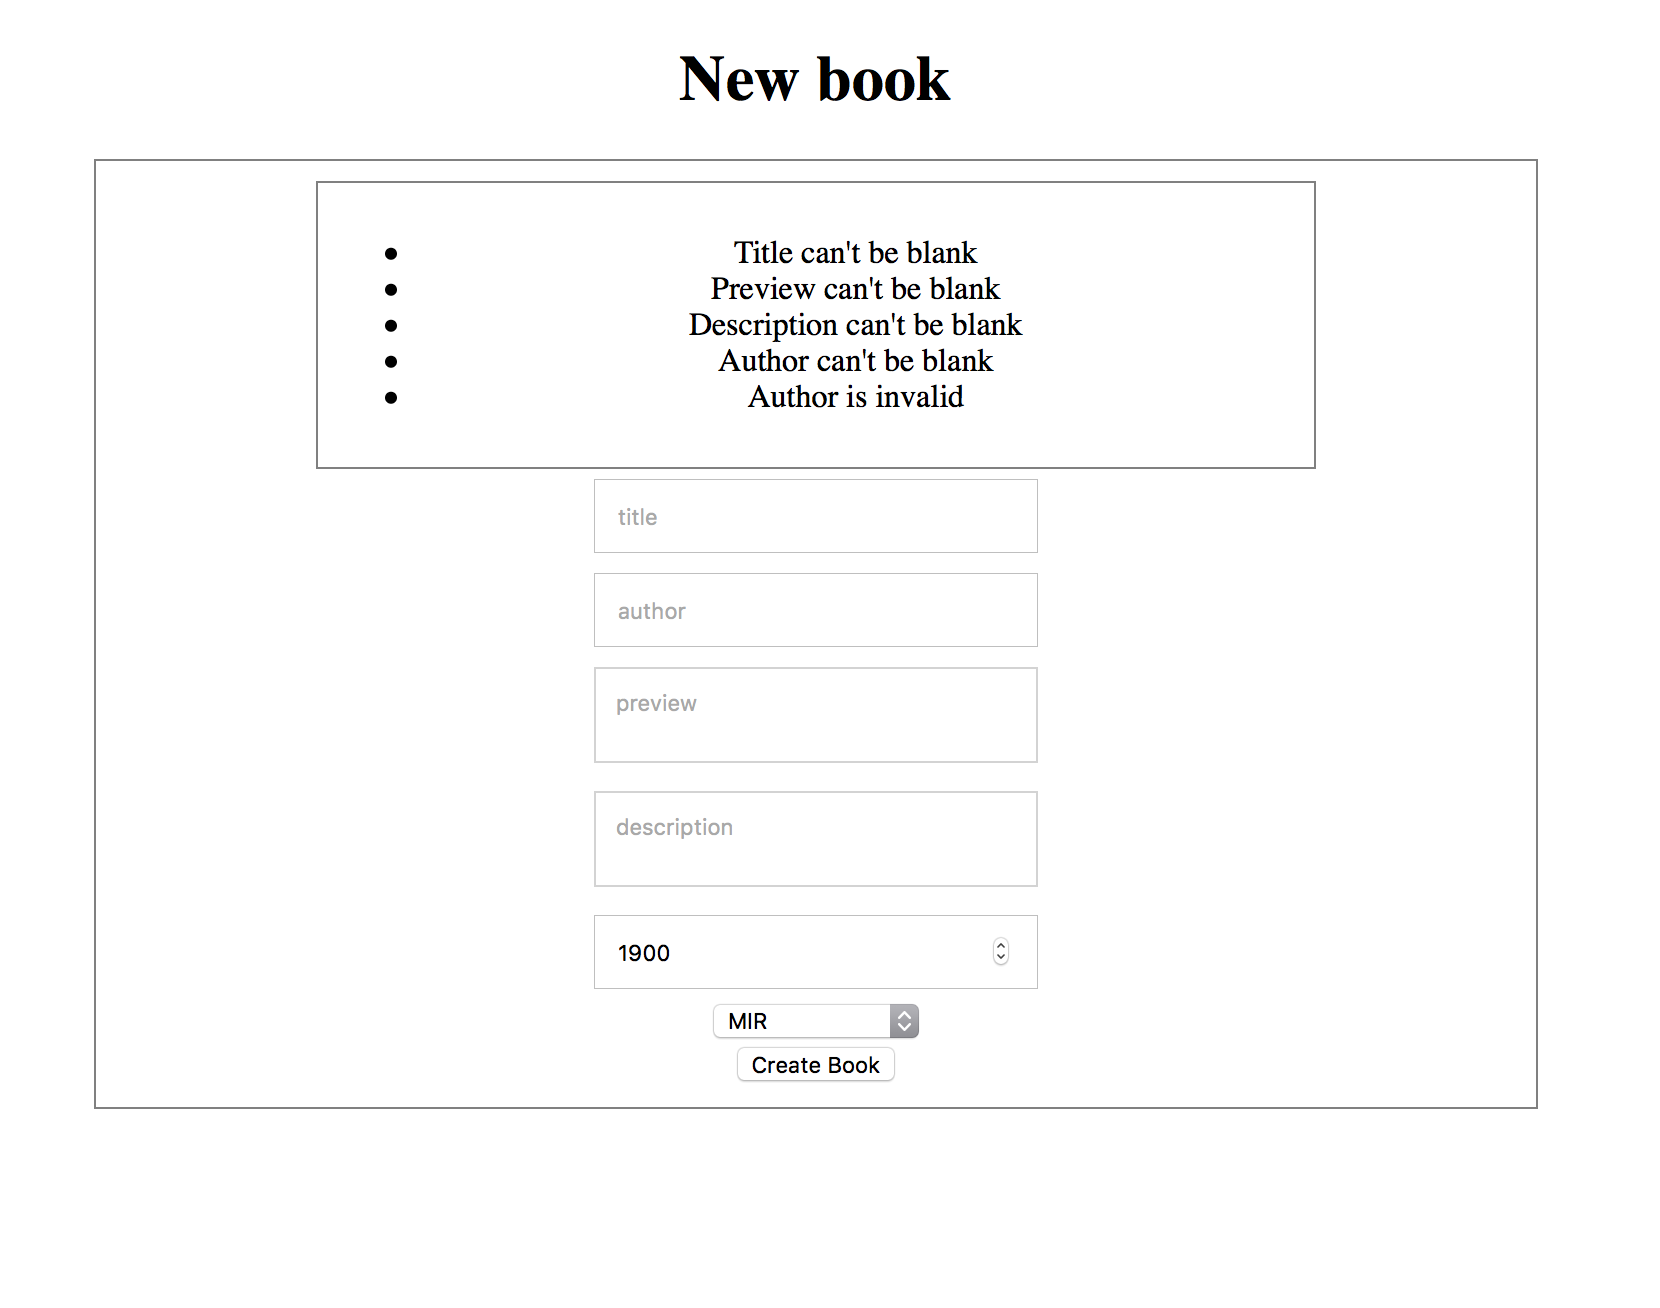 New book
Title can't be blank
Preview can't be blank
Description can't be blank
Author can't be blank
Author is invalid
title
author
preview
description
1900
MIR
Create Book